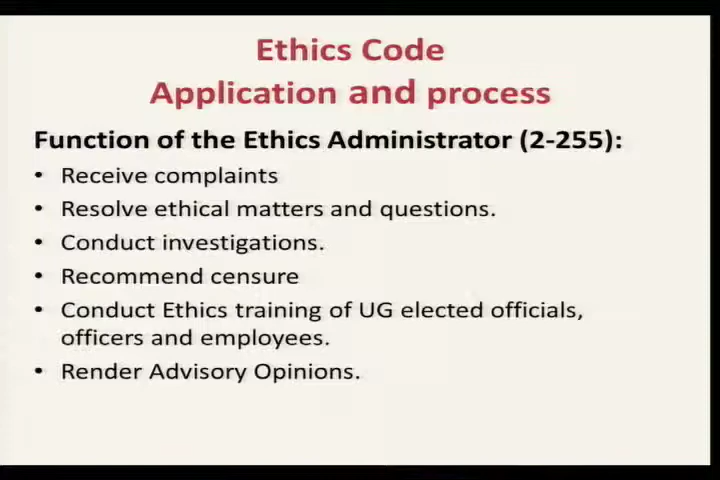 Ethics Code
Application and process
Function of the Ethics Administrator (2-255):
• Receive complaints
• Resolve ethical matters and questions.
• Conduct investigations.
• Recommend censure
• Conduct Ethics training of UG elected officials,
officers and employees.
• Render Advisory Opinions.